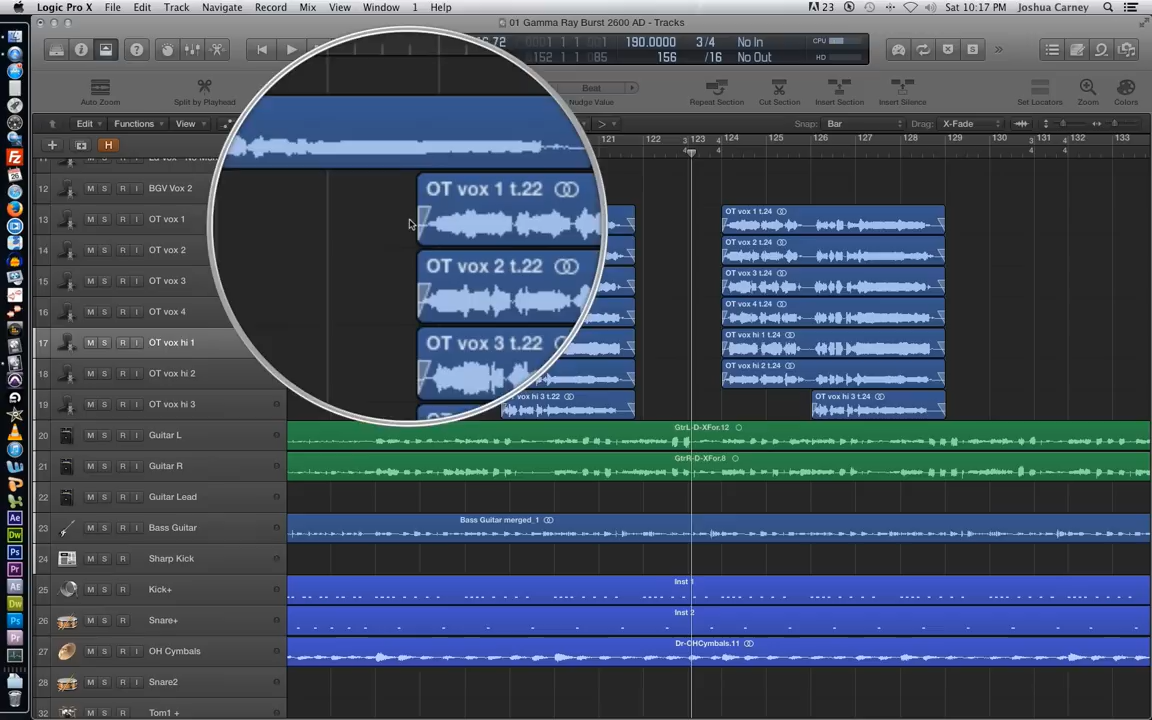 Logic Pro X File Edit Track Navigate Record Mix View Window 1 Help 23 Sat 10:17 PM Joshua Carney
01 Gamma Ray Burst 2600 AD - Tracks
190.0000 3/4 No In CPU
1 1 085 156 /16 No Out HD
Auto Zoom Split by Playhead Beat Nudge Value Repeat Section Cut Section Insert Section Insert Silence Set Locators Zoom Colors
Edit Functions View Snap: Bar Drag: X-Fade
121 122 123 124 125 126 127 128 129 130 131 132 133
12 M S R I BGV Vox 2
13 M S R I OT vox 1
OT vox 1 t.22
OT vox 1 t.24
14 M S R I OT vox 2
OT vox 2 t.22
OT vox 2 t.24
15 M S R I OT vox 3
OT vox 3 t.24
16 M S R I OT vox 4
OT vox 3 t.22
OT vox 4 t.24
17 M S R I OT vox hi 1
OT vox hi 1 t.24
18 M S R I OT vox hi 2
OT vox hi 2 t.24
19 M S R I OT vox hi 3
vox hi 3 t.22
OT vox hi 3 t.24
20 M S R I Guitar L
GtrL-D-XFor.12
21 M S R I Guitar R
GtrR-D-XFor.8
22 M S R I Guitar Lead
23 M S R I Bass Guitar
Bass Guitar merged_1
24 M S R Sharp Kick
25 M S R Kick+
Inst 1
26 M S R Snare+
Inst 2
27 M S R I OH Cymbals
Dr-OHCymbals.11
28 M S R I Snare2
32 M S R I Tom1 +